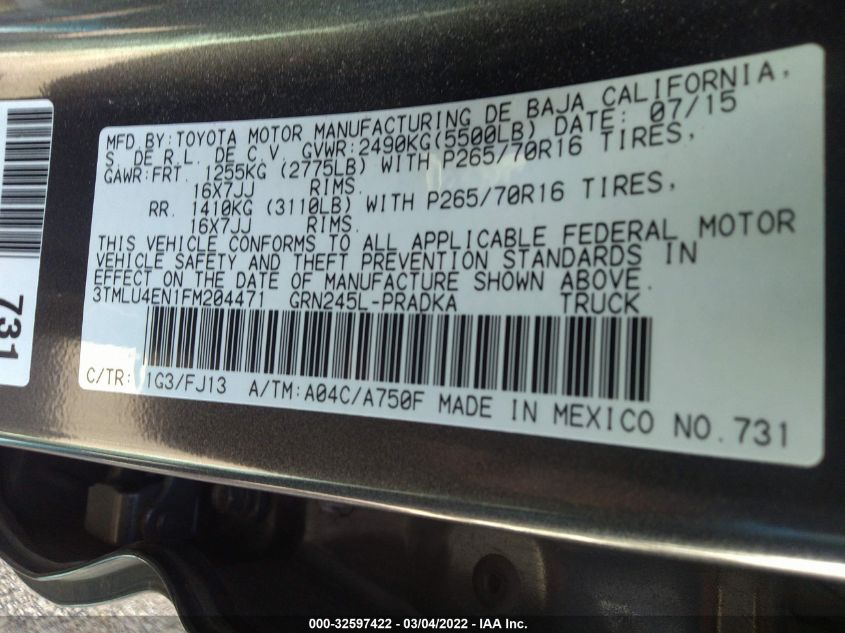 MFD. BY: TOYOTA MOTOR MANUFACTURING DE BAJA CALIFORNIA,
S. DE R.L. DE C.V. GVWR:2490KG(5500LB) DATE: 07/15
GAWR:FRT. 1255KG (2775LB) WITH P265/70R16 TIRES,
16X7JJ RIMS.
RR. 1410KG (3110LB) WITH P265/70R16 TIRES,
16X7JJ RIMS.
THIS VEHICLE CONFORMS TO ALL APPLICABLE FEDERAL MOTOR
VEHICLE SAFETY AND THEFT PREVENTION STANDARDS IN
EFFECT ON THE DATE OF MANUFACTURE SHOWN ABOVE.
3TMLU4EN1FM204471 GRN245L-PRADKA TRUCK
C/TR: 1G3/FJ13 A/TM:A04C/A750F MADE IN MEXICO NO.731
731
000-32597422 - 03/04/2022 - IAA Inc.